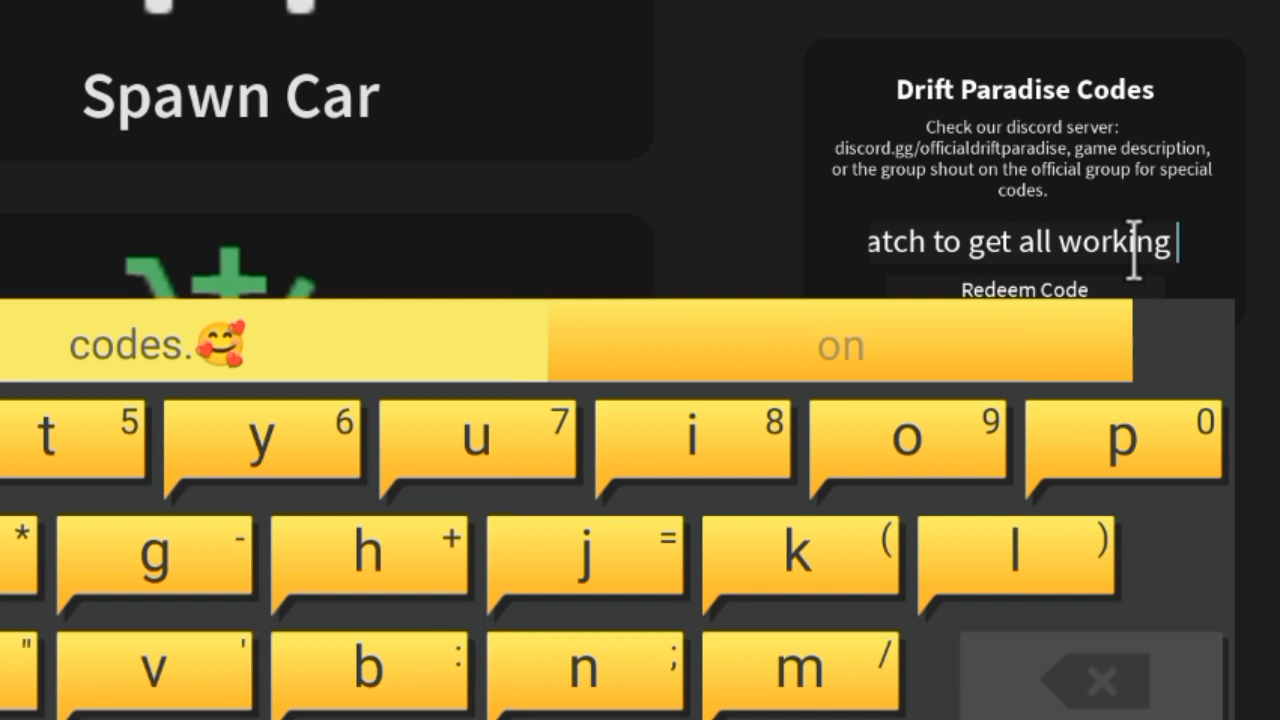 Spawn Car
Drift Paradise Codes
Check our discord server:
discord.gg/officialdriftparadise, game description,
or the group shout on the official group for special
codes.
atch to get all working
Redeem Code
codes.🥰 on
t 5 y 6 u 7 i 8 o 9 p 0
* g - h + j = k ( l )
" v ' b : n ; m /